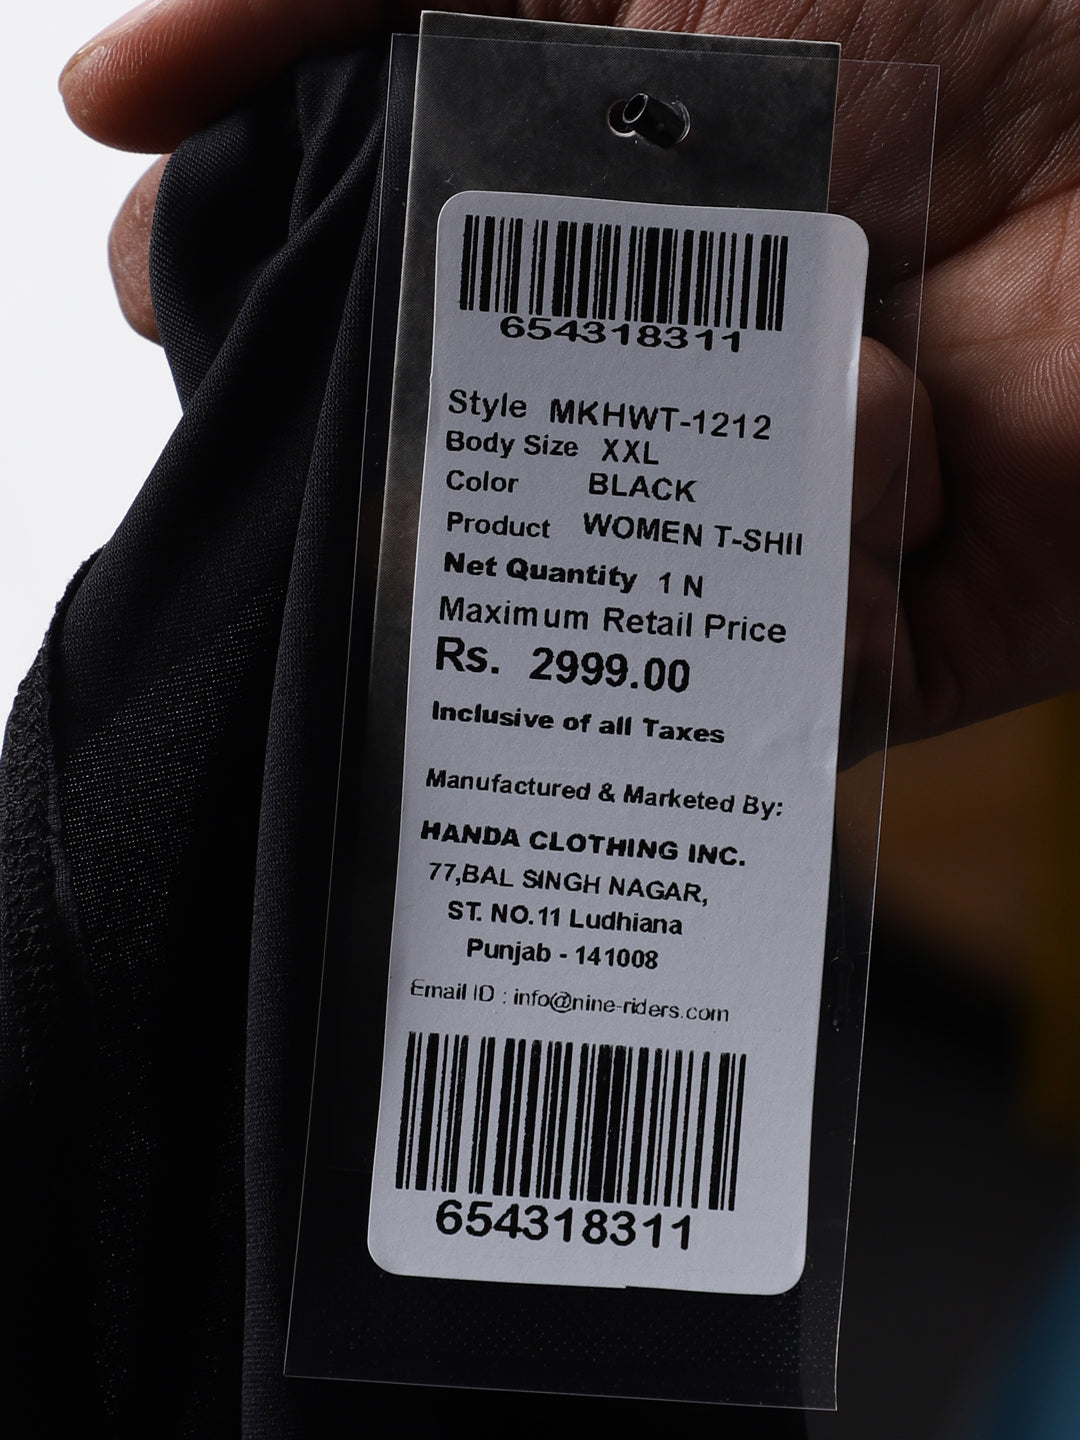 654318311
Style MKHWT-1212
Body Size XXL
Color BLACK
Product WOMEN T-SHII
Net Quantity 1 N
Maximum Retail Price
Rs. 2999.00
Inclusive of all Taxes
Manufactured & Marketed By:
HANDA CLOTHING INC.
77,BAL SINGH NAGAR,
ST. NO.11 Ludhiana
Punjab - 141008
Email ID : info@nine-riders.com
654318311